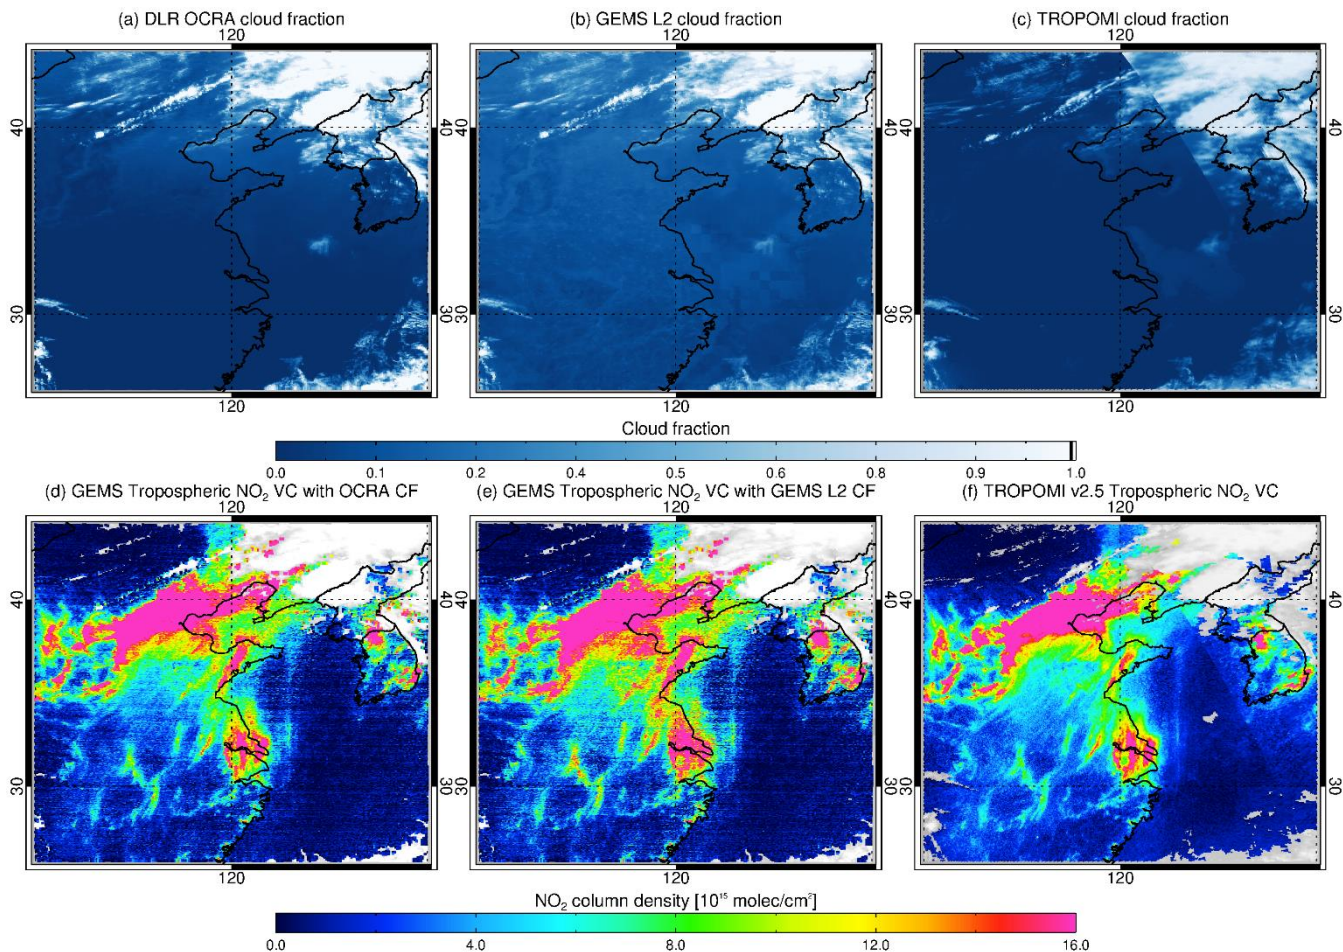 (a) DLR OCRA cloud fraction (b) GEMS L2 cloud fraction (c) TROPOMI cloud fraction
120 120 120
40 40 40 40 40 40
30 30 30 30 30 30
120 120 120
Cloud fraction
0.0 0.1 0.2 0.4 0.5 0.6 0.8 0.9 1.0
(d) GEMS Tropospheric NO₂ VC with OCRA CF (e) GEMS Tropospheric NO₂ VC with GEMS L2 CF (f) TROPOMI v2.5 Tropospheric NO₂ VC
120 120 120
40 40 40 40 40 40
30 30 30 30 30 30
120 120 120
NO₂ column density [10¹⁵ molec/cm²]
0.0 4.0 8.0 12.0 16.0